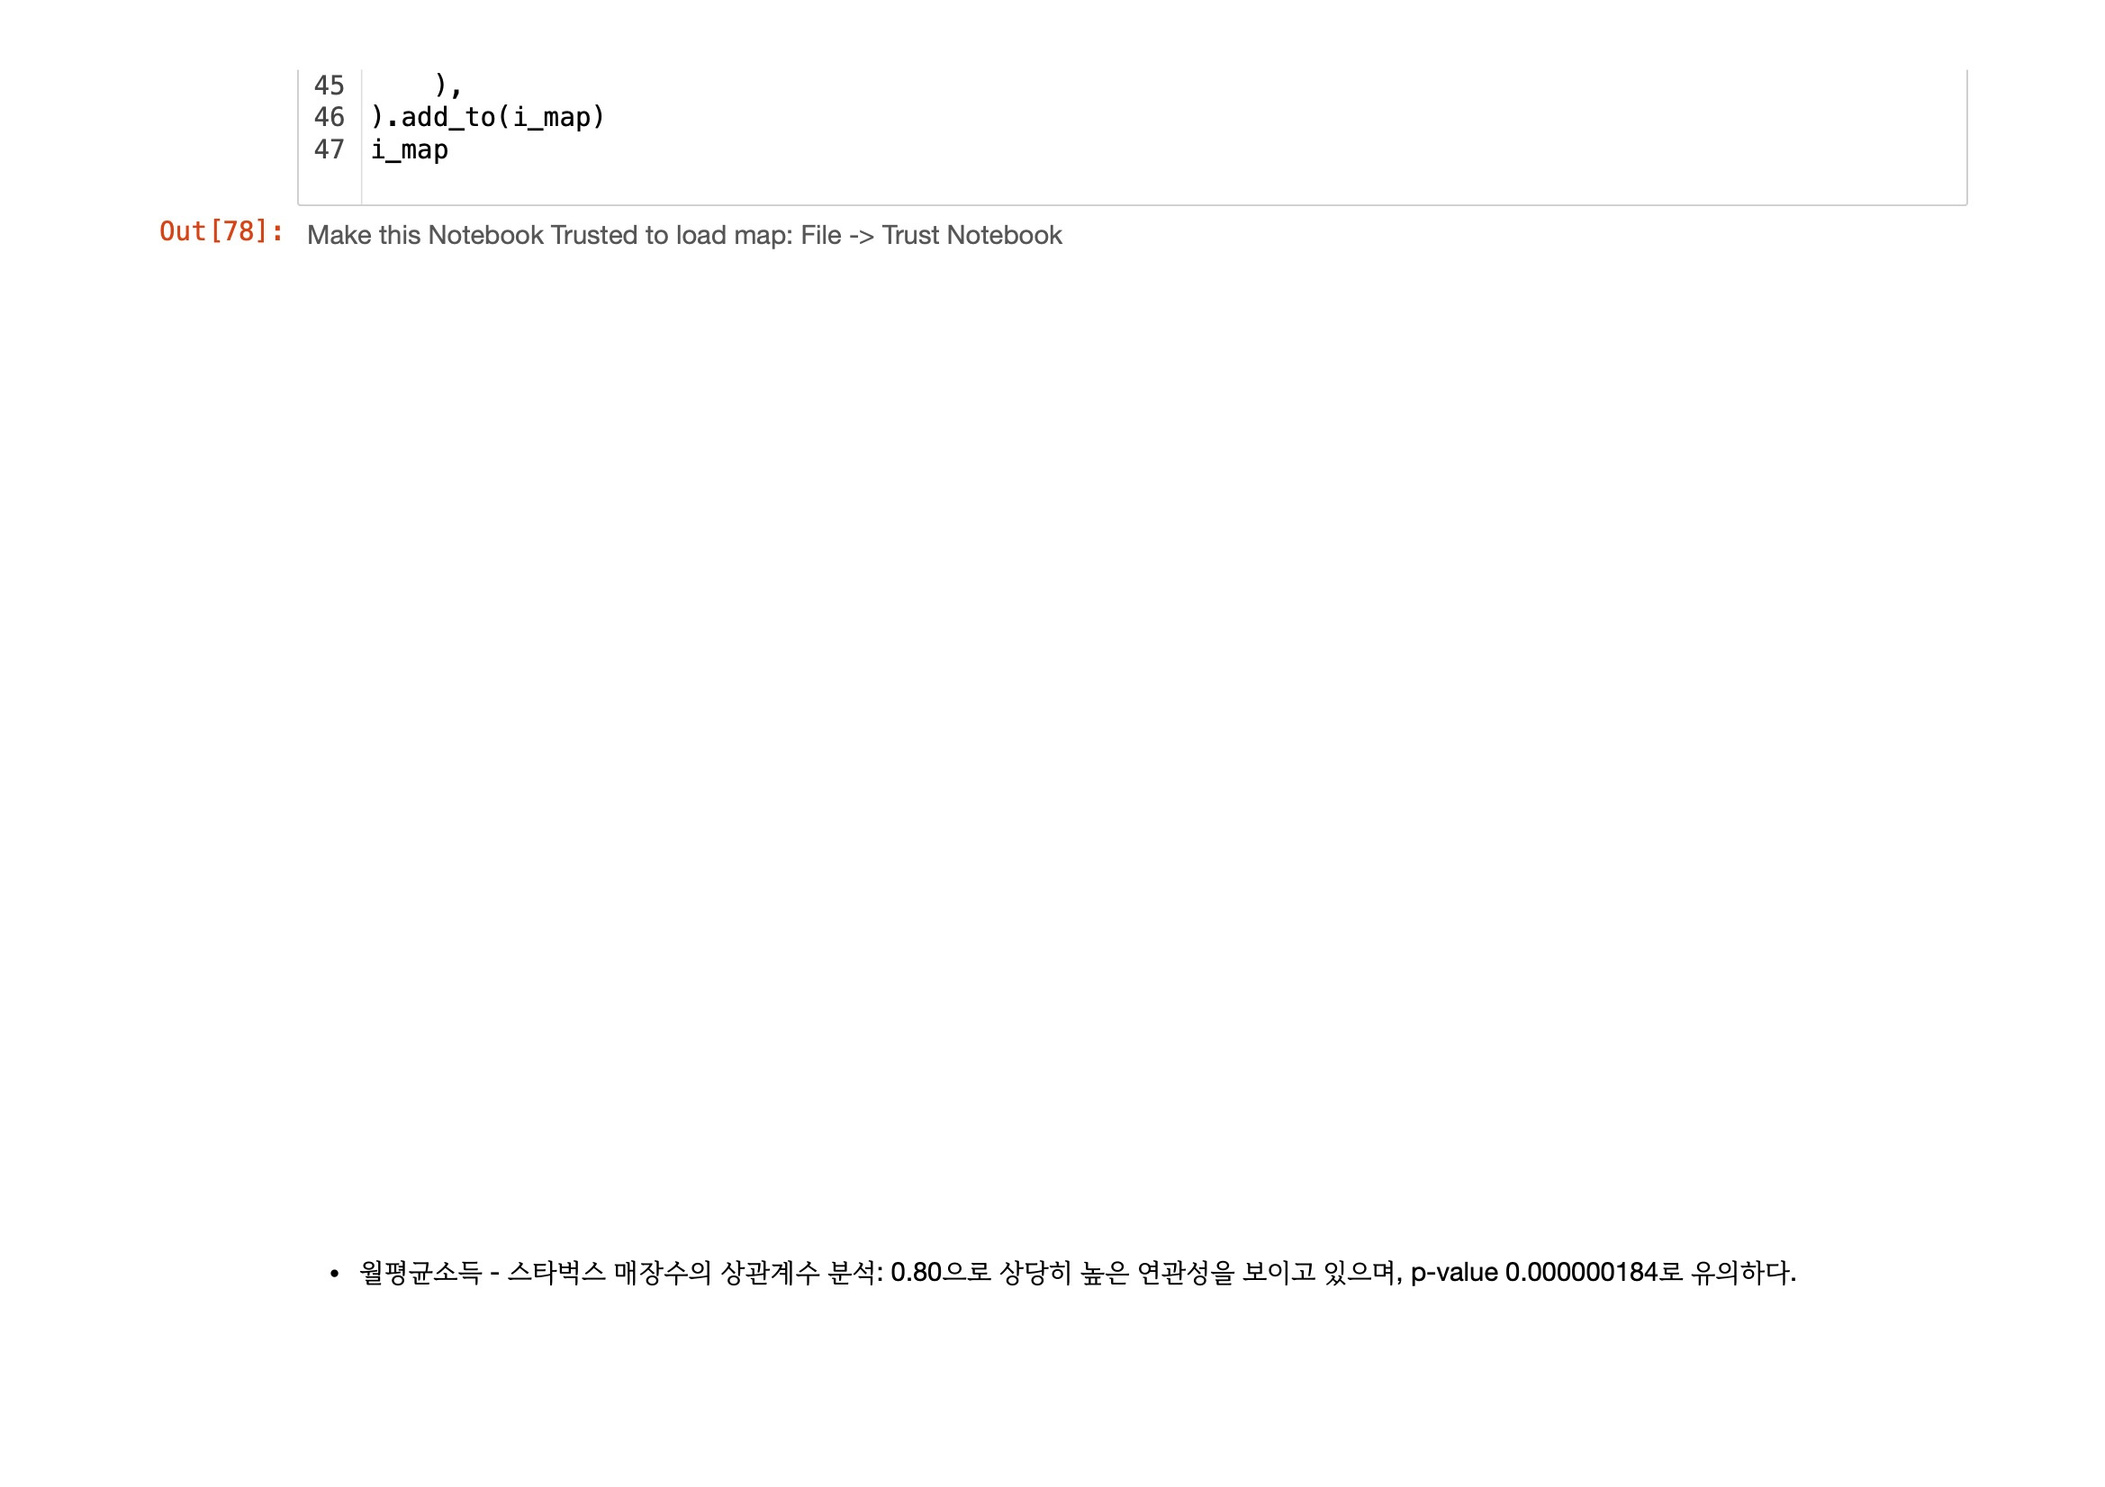 45     ),
46 ).add_to(i_map)
47 i_map
Out[78]: Make this Notebook Trusted to load map: File -> Trust Notebook
• 월평균소득 - 스타벅스 매장수의 상관계수 분석: 0.80으로 상당히 높은 연관성을 보이고 있으며, p-value 0.000000184로 유의하다.